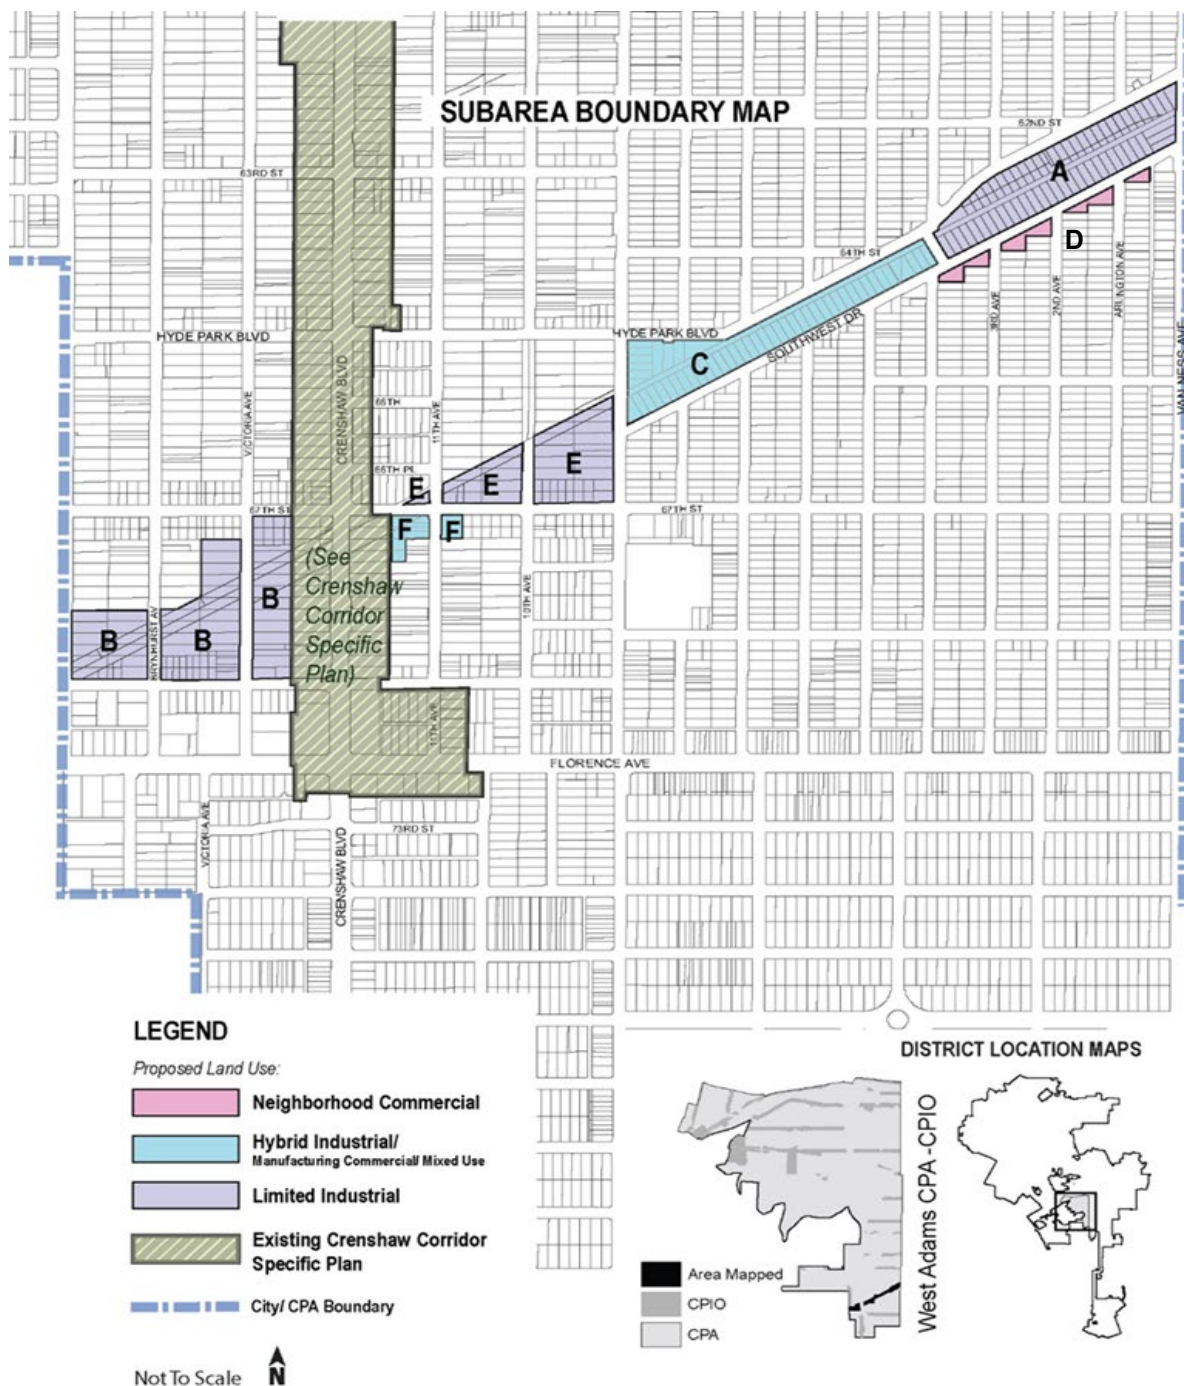 SUBAREA BOUNDARY MAP
62ND ST
A
63RD ST
D
64TH ST
ARLINGTON AVE
2ND AVE
3RD AVE
HYDE PARK BLVD
HYDE PARK BLVD
SOUTHWEST DR
VAN NESS AVE
C
CRENSHAW BLVD
VICTORIA AVE
66TH
11TH AVE
66TH PL
E
E
E
67TH ST
67TH ST
F
F
(See
Crenshaw
Corridor
Specific
Plan)
B
B
B
BRYNHURST AV
10TH AVE
11TH AVE
FLORENCE AVE
VICTORIA AVE
73RD ST
CRENSHAW BLVD
LEGEND
Proposed Land Use:
Neighborhood Commercial
Hybrid Industrial/
Manufacturing Commercial/ Mixed Use
Limited Industrial
Existing Crenshaw Corridor
Specific Plan
City/ CPA Boundary
Not To Scale
N
DISTRICT LOCATION MAPS
West Adams CPA -CPIO
Area Mapped
CPIO
CPA